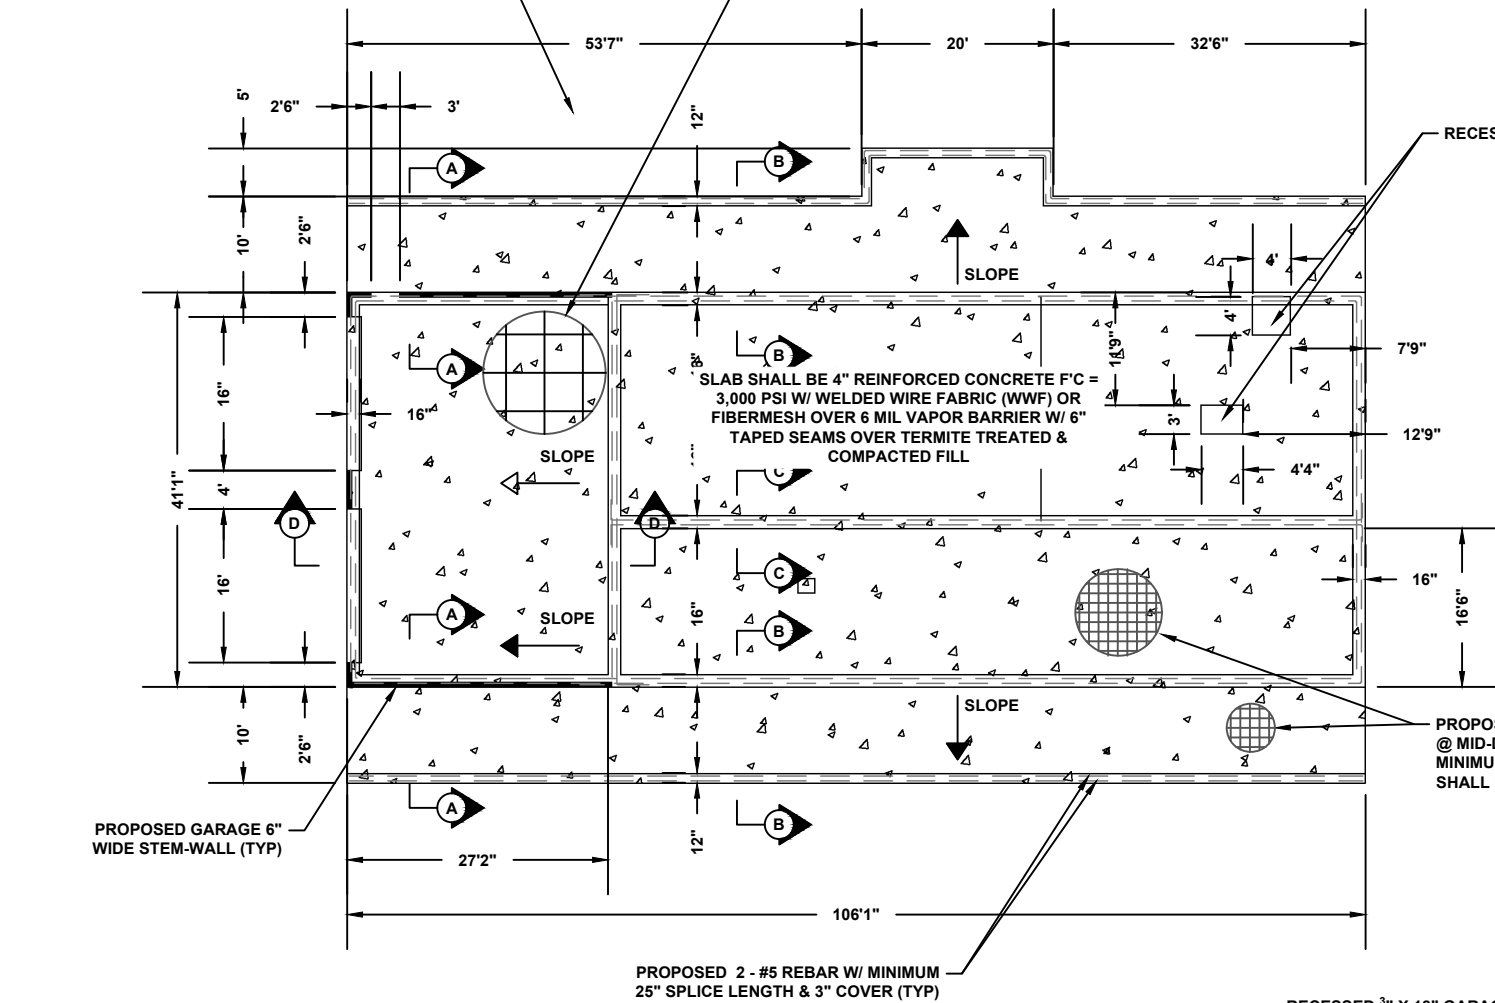 53'7"
20'
32'6"
5'
2'6"
3'
12"
RECES
A
B
10'
2'6"
SLOPE
4'
4'
11'9"
7'9"
A
B
16"
16"
SLAB SHALL BE 4" REINFORCED CONCRETE F'C =
3,000 PSI W/ WELDED WIRE FABRIC (WWF) OR
FIBERMESH OVER 6 MIL VAPOR BARRIER W/ 6"
TAPED SEAMS OVER TERMITE TREATED &
COMPACTED FILL
3'
12'9"
SLOPE
C
4'4"
41'1"
4'
D
D
16'
C
16"
A
SLOPE
B
16"
16'6"
10'
2'6"
SLOPE
PROPOS
@ MID-D
MINIMU
SHALL
A
B
12"
PROPOSED GARAGE 6"
WIDE STEM-WALL (TYP)
27'2"
106'1"
PROPOSED 2 - #5 REBAR W/ MINIMUM
25" SPLICE LENGTH & 3" COVER (TYP)